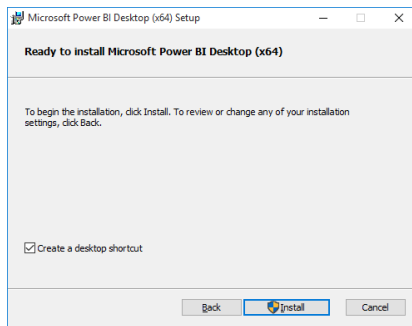 Microsoft Power BI Desktop (x64) Setup
Ready to install Microsoft Power BI Desktop (x64)
To begin the installation, click Install. To review or change any of your installation
settings, click Back.
Create a desktop shortcut
Back
Install
Cancel